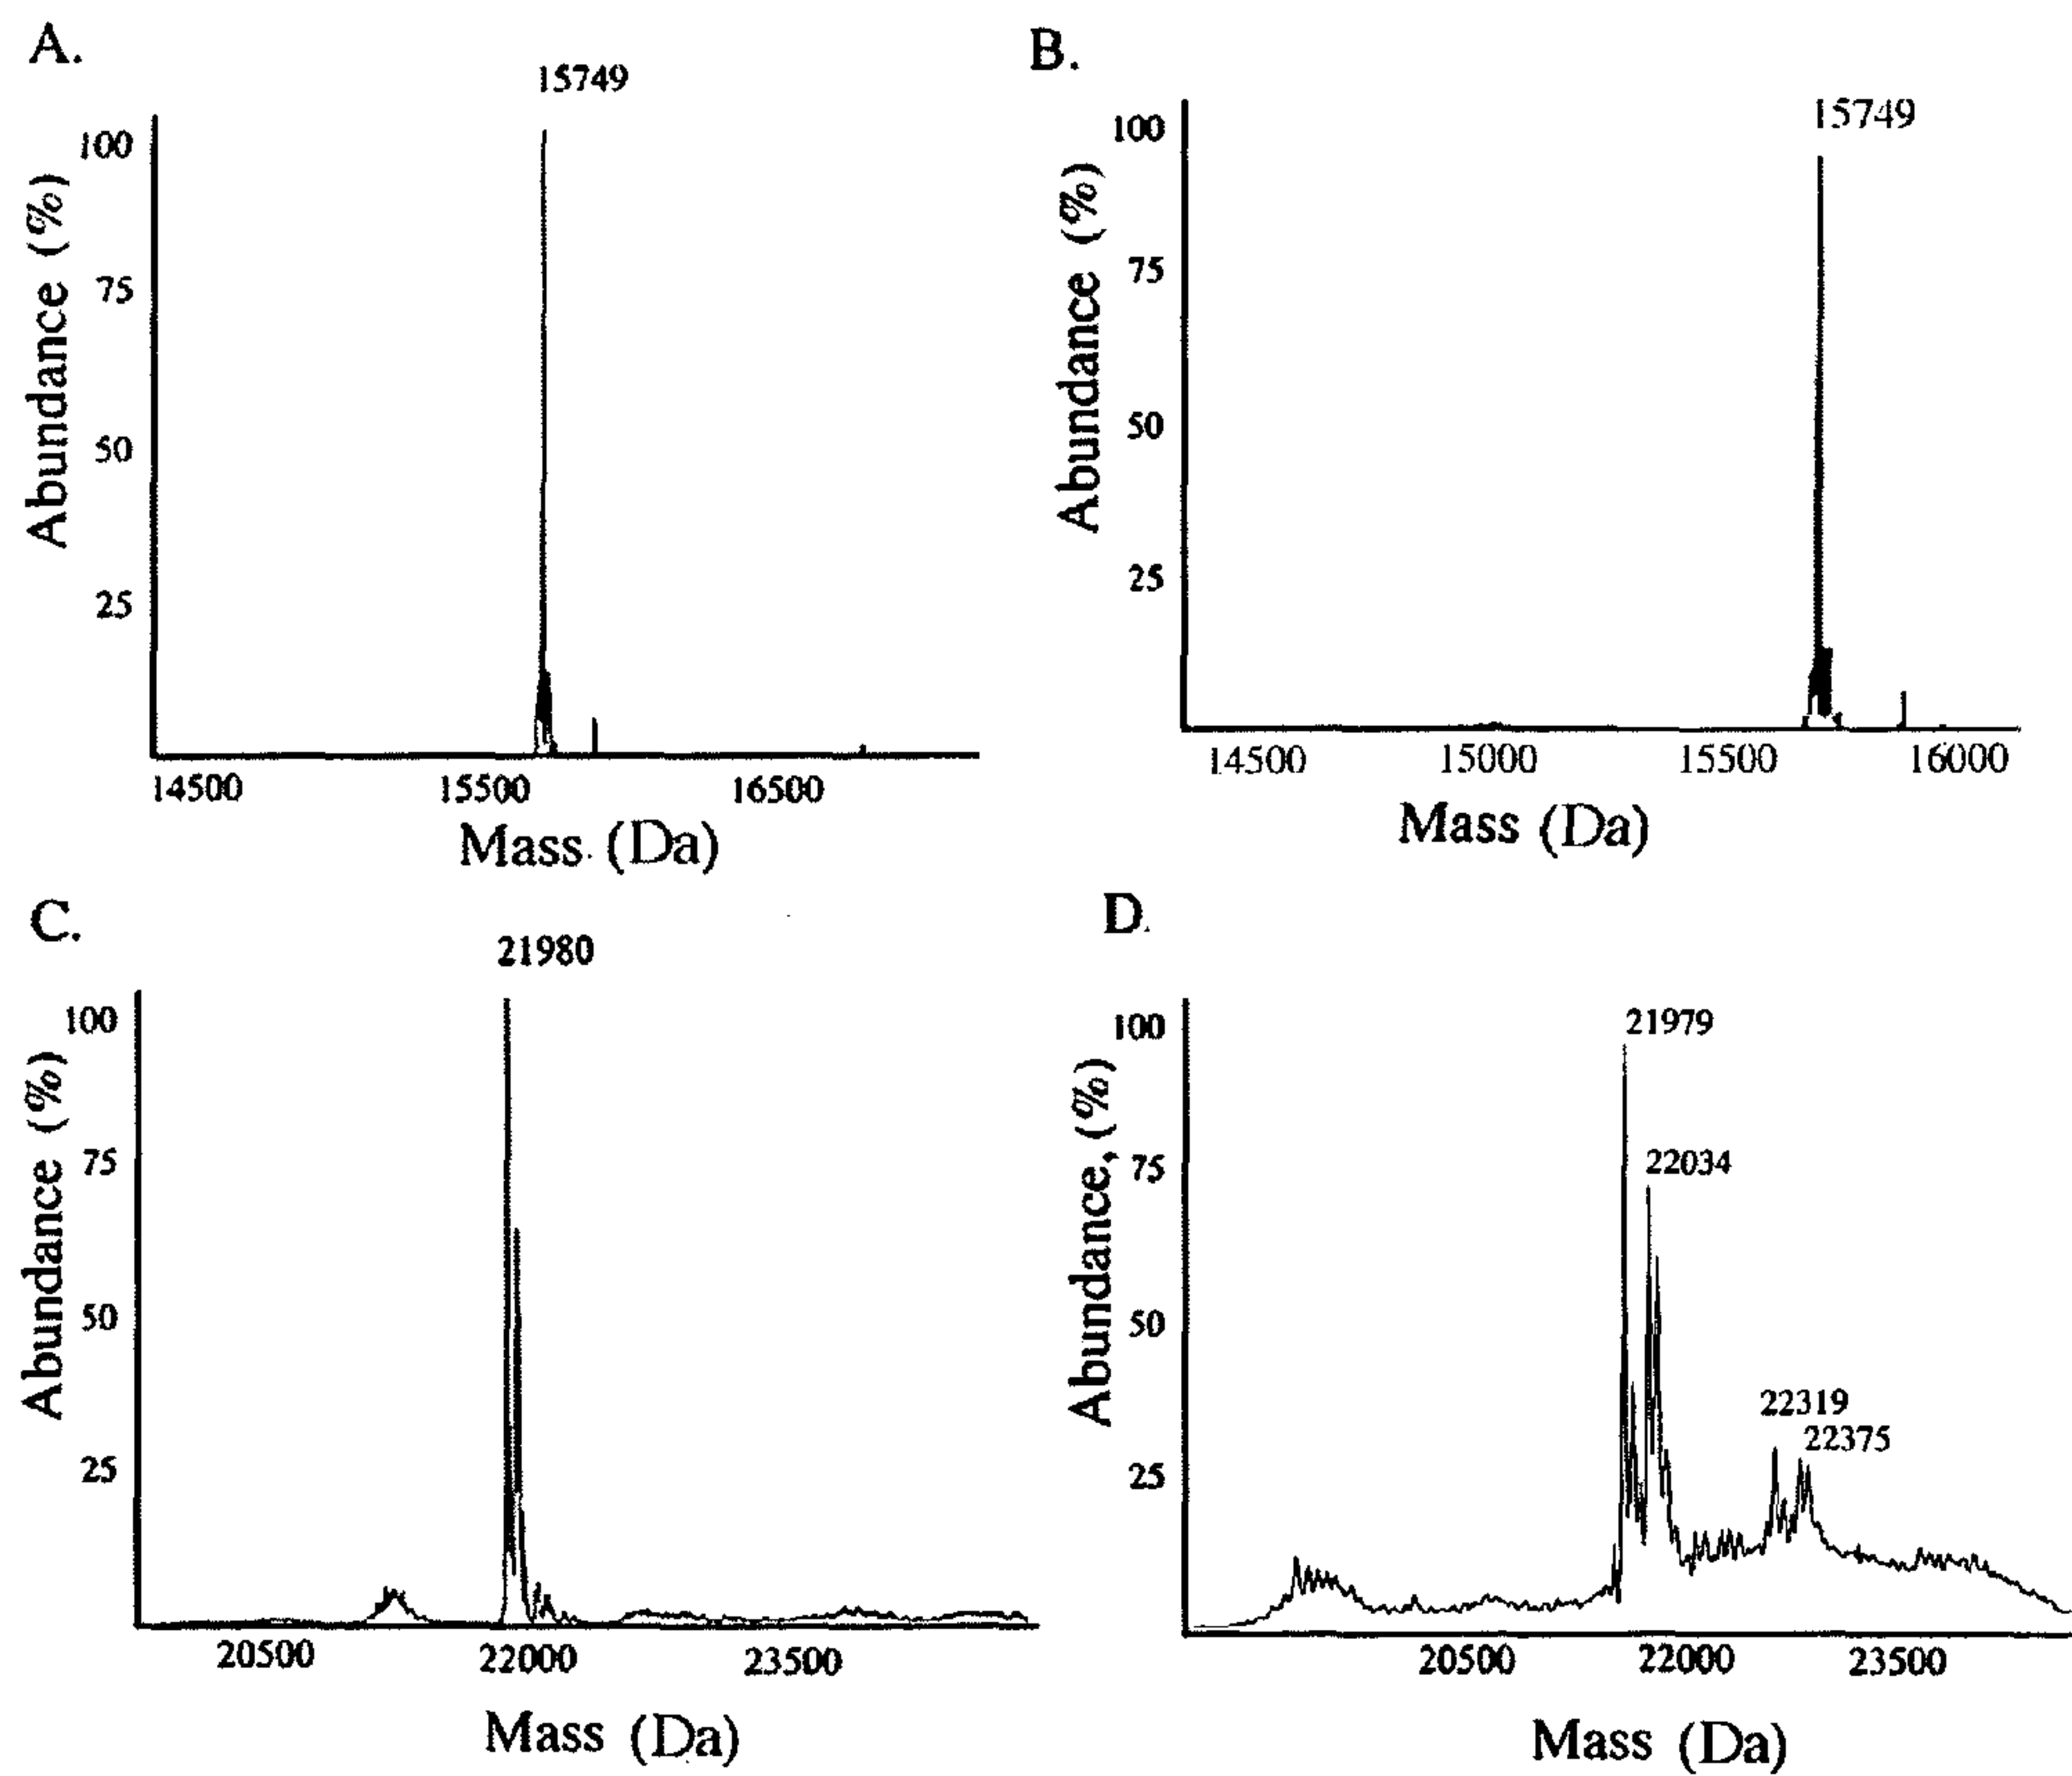 A.
15749
100
75
50
25
Abundance (%)
14500 15500 16500
Mass (Da)
B.
15749
100
75
50
25
Abundance (%)
14500 15000 15500 16000
Mass (Da)
C.
21980
100
75
50
25
Abundance (%)
20500 22000 23500
Mass (Da)
D.
21979
22034
22319
22375
100
75
50
25
Abundance, (%)
20500 22000 23500
Mass (Da)